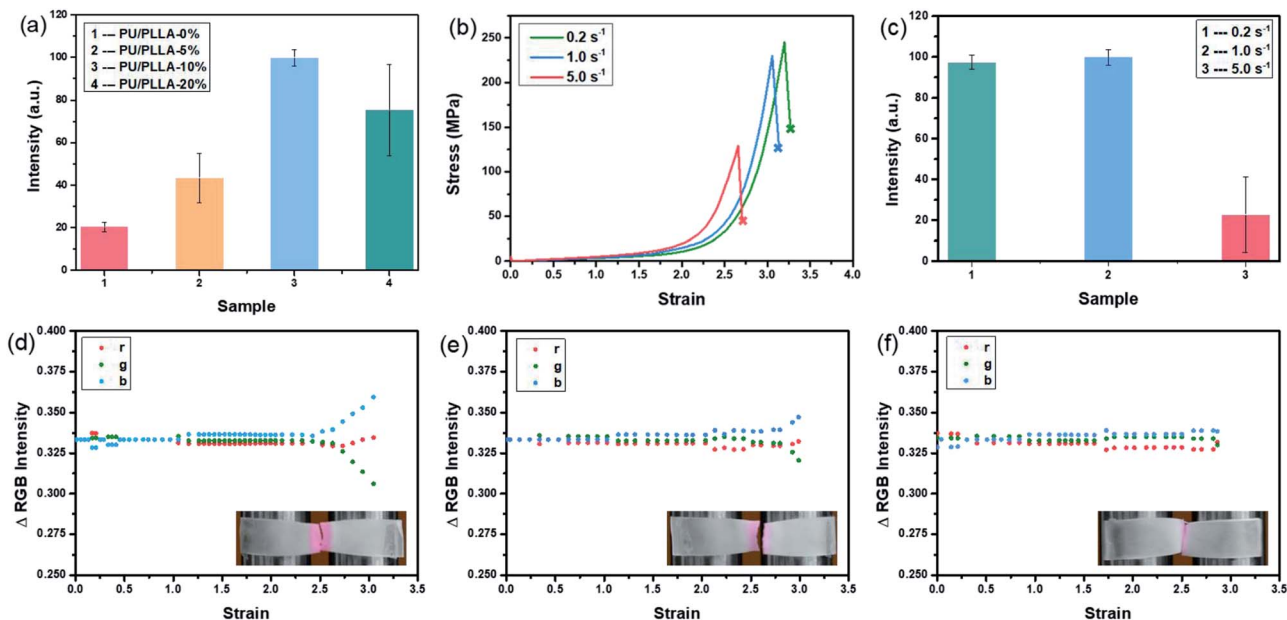 (a)
120
100
80
60
40
20
0
Intensity (a.u.)
1 --- PU/PLLA-0%
2 --- PU/PLLA-5%
3 --- PU/PLLA-10%
4 --- PU/PLLA-20%
1 2 3 4
Sample
(b)
250
200
150
100
50
0
Stress (MPa)
0.2 s⁻¹
1.0 s⁻¹
5.0 s⁻¹
0.0 0.5 1.0 1.5 2.0 2.5 3.0 3.5 4.0
Strain
(c)
120
100
80
60
40
20
0
Intensity (a.u.)
1 --- 0.2 s⁻¹
2 --- 1.0 s⁻¹
3 --- 5.0 s⁻¹
1 2 3
Sample
(d)
0.400
0.375
0.350
0.325
0.300
0.275
0.250
Δ RGB Intensity
r
g
b
0.0 0.5 1.0 1.5 2.0 2.5 3.0 3.5
Strain
(e)
0.400
0.375
0.350
0.325
0.300
0.275
0.250
Δ RGB Intensity
r
g
b
0.0 0.5 1.0 1.5 2.0 2.5 3.0 3.5
Strain
(f)
0.400
0.375
0.350
0.325
0.300
0.275
0.250
Δ RGB Intensity
r
g
b
0.0 0.5 1.0 1.5 2.0 2.5 3.0 3.5
Strain